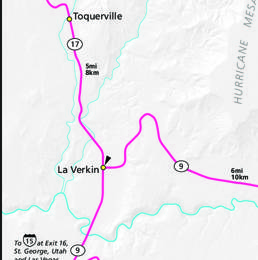 Toquerville
17
5mi
8km
HURRICANE MESA
La Verkin
9
6mi
10km
To 15 at Exit 16,
St. George, Utah
and Las Vegas
9